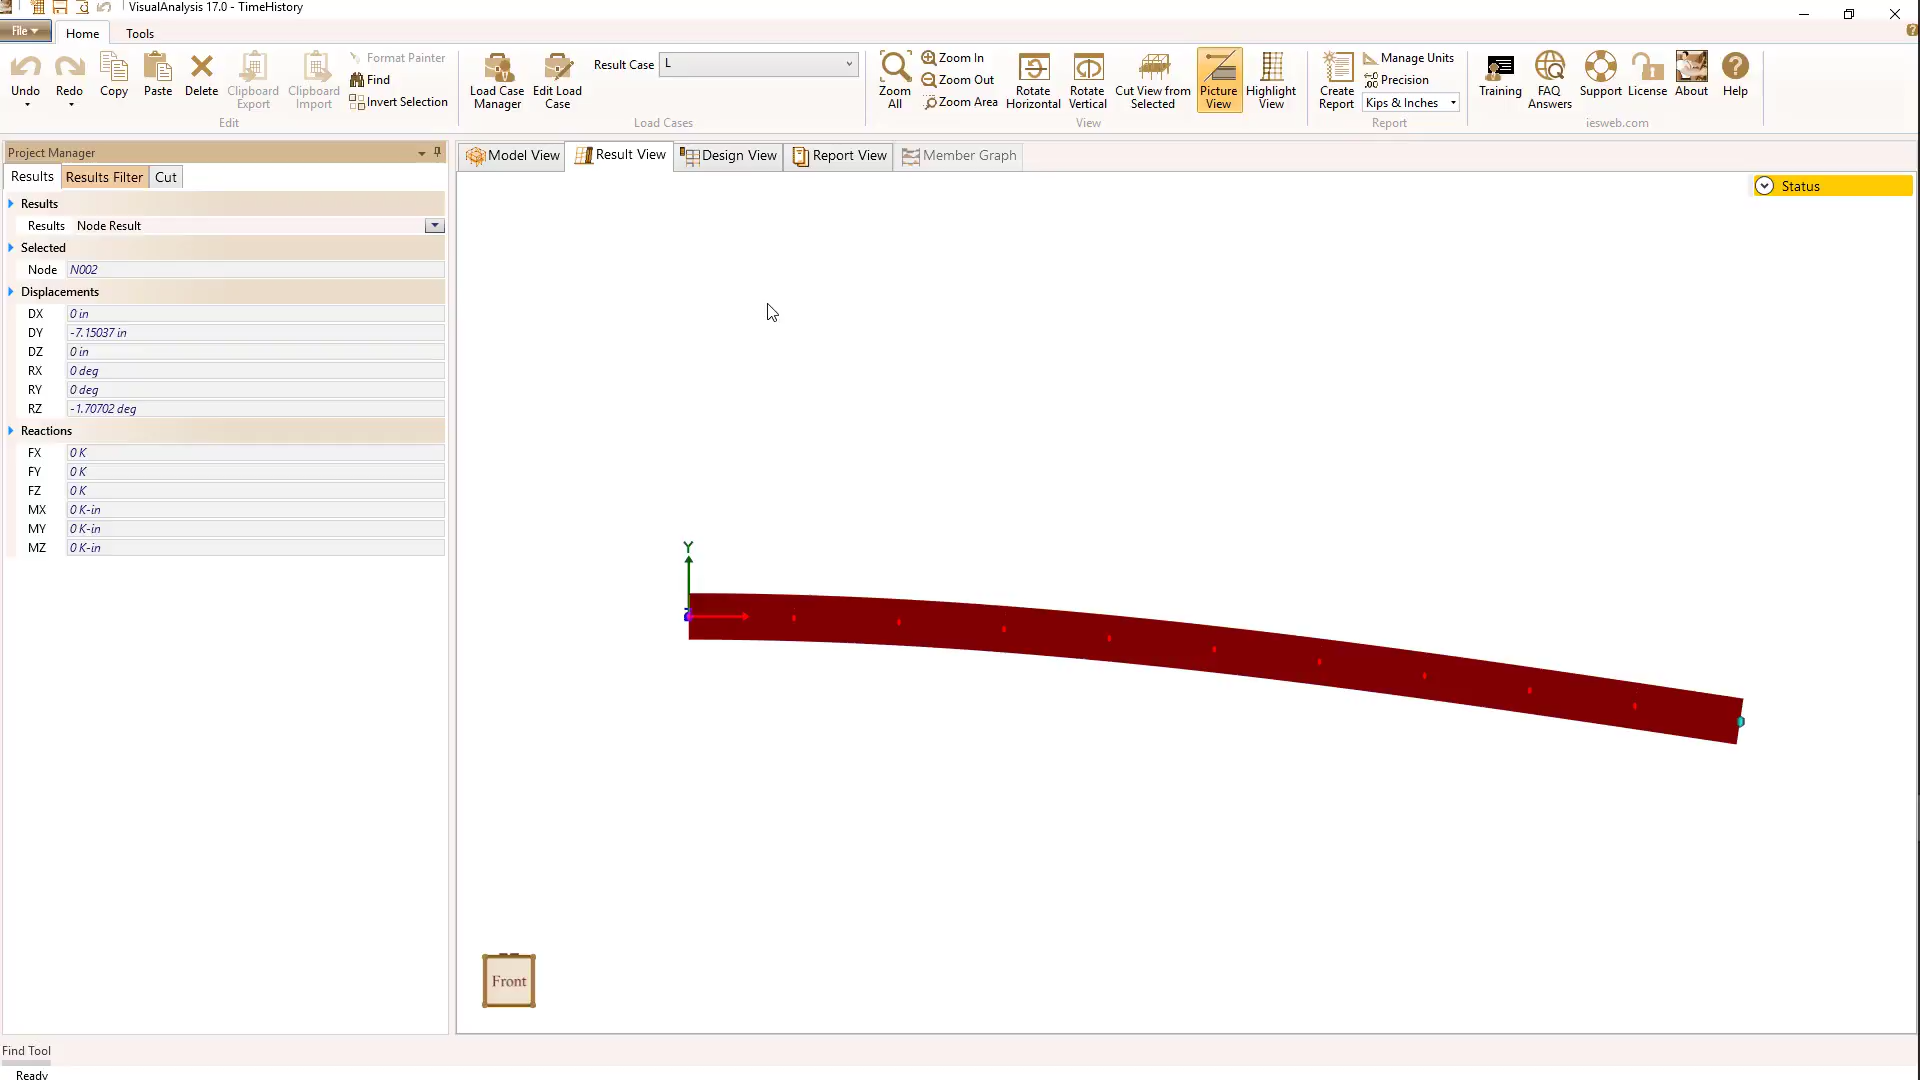 VisualAnalysis 17.0 - TimeHistory
File
Home
Tools
Undo
Redo
Copy
Paste
Delete
Clipboard Export
Clipboard Import
Format Painter
Find
Invert Selection
Edit
Load Case Manager
Edit Load Case
Result Case
L
Load Cases
Zoom All
Zoom In
Zoom Out
Zoom Area
Rotate Horizontal
Rotate Vertical
Cut View from Selected
Picture View
Highlight View
View
Create Report
Manage Units
Precision
Kips & Inches
Report
Training
FAQ Answers
Support
License
About
Help
iesweb.com
Project Manager
Results
Results Filter
Cut
Results
Results Node Result
Selected
Node N002
Displacements
DX 0 in
DY -7.15037 in
DZ 0 in
RX 0 deg
RY 0 deg
RZ -1.70702 deg
Reactions
FX 0 K
FY 0 K
FZ 0 K
MX 0 K-in
MY 0 K-in
MZ 0 K-in
Model View
Result View
Design View
Report View
Member Graph
Status
Y
Front
Find Tool
Ready